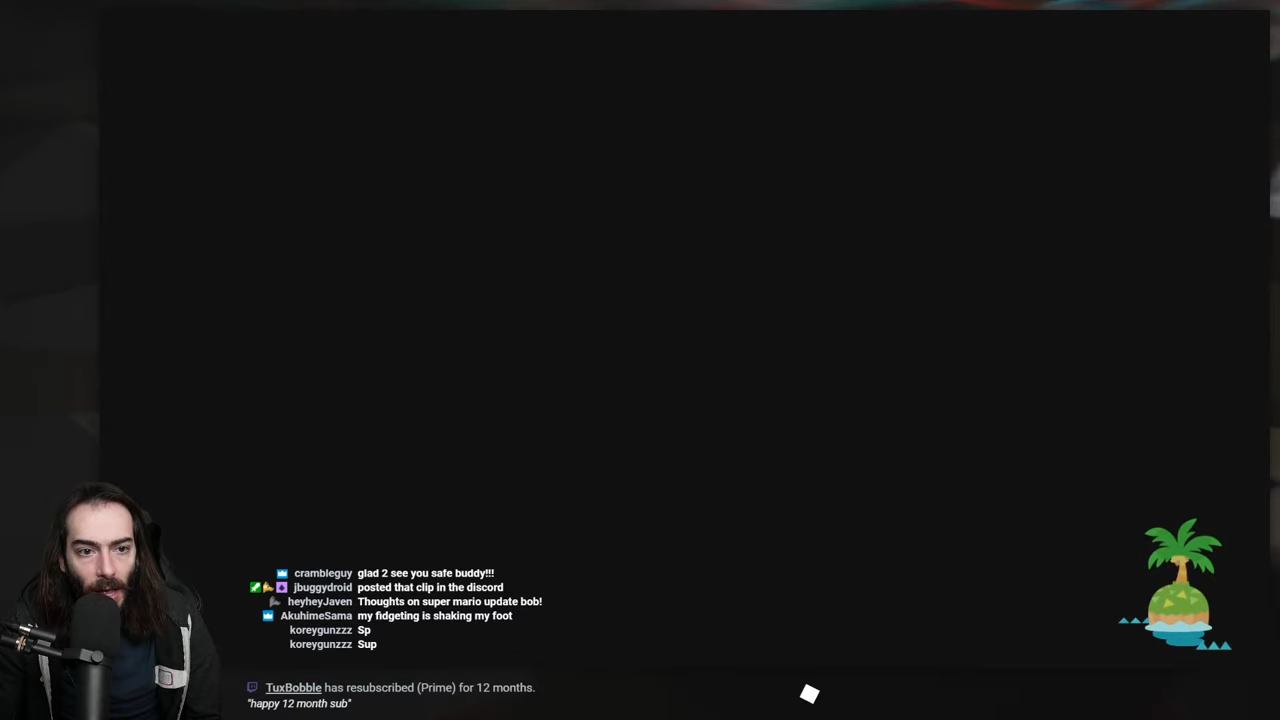 crambleguy glad 2 see you safe buddy!!!
jbuggydroid posted that clip in the discord
heyheyJaven Thoughts on super mario update bob!
AkuhimeSama my fidgeting is shaking my foot
koreygunzzz Sp
koreygunzzz Sup
TuxBobble has resubscribed (Prime) for 12 months.
"happy 12 month sub"